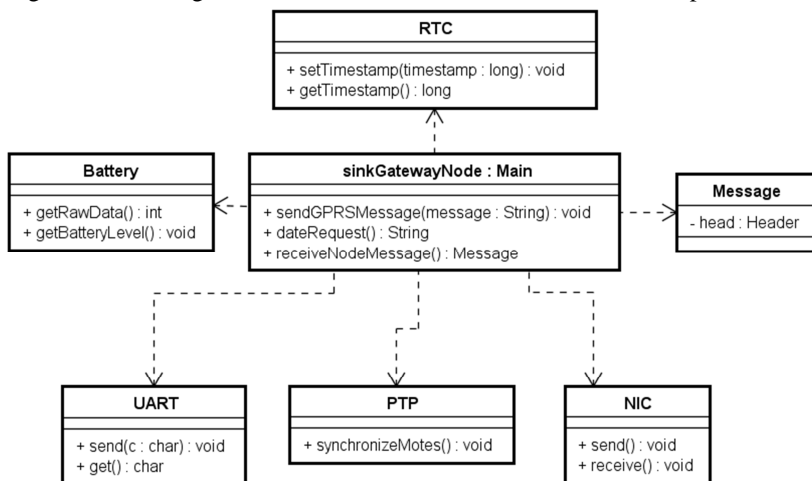 RTC
+ setTimestamp(timestamp : long) : void
+ getTimestamp() : long
Battery
+ getRawData() : int
+ getBatteryLevel() : void
sinkGatewayNode : Main
+ sendGPRSMessage(message : String) : void
+ dateRequest() : String
+ receiveNodeMessage() : Message
Message
- head : Header
UART
+ send(c : char) : void
+ get() : char
PTP
+ synchronizeMotes() : void
NIC
+ send() : void
+ receive() : void